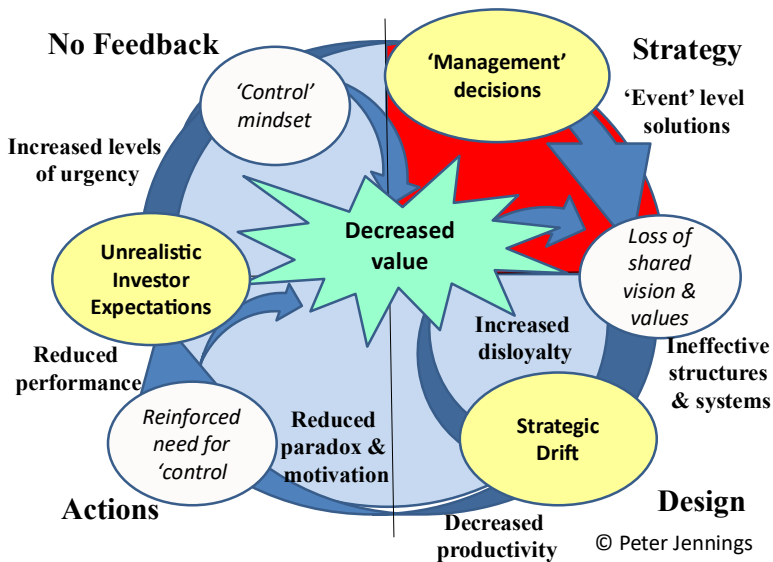 No Feedback
Strategy
‘Management’
decisions
‘Control’
mindset
‘Event’ level
solutions
Increased levels
of urgency
Decreased
value
Unrealistic
Investor
Expectations
Loss of
shared
vision &
values
Increased
disloyalty
Reduced
performance
Ineffective
structures
& systems
Reinforced
need for
‘control
Reduced
paradox &
motivation
Strategic
Drift
Actions
Design
Decreased
productivity
© Peter Jennings